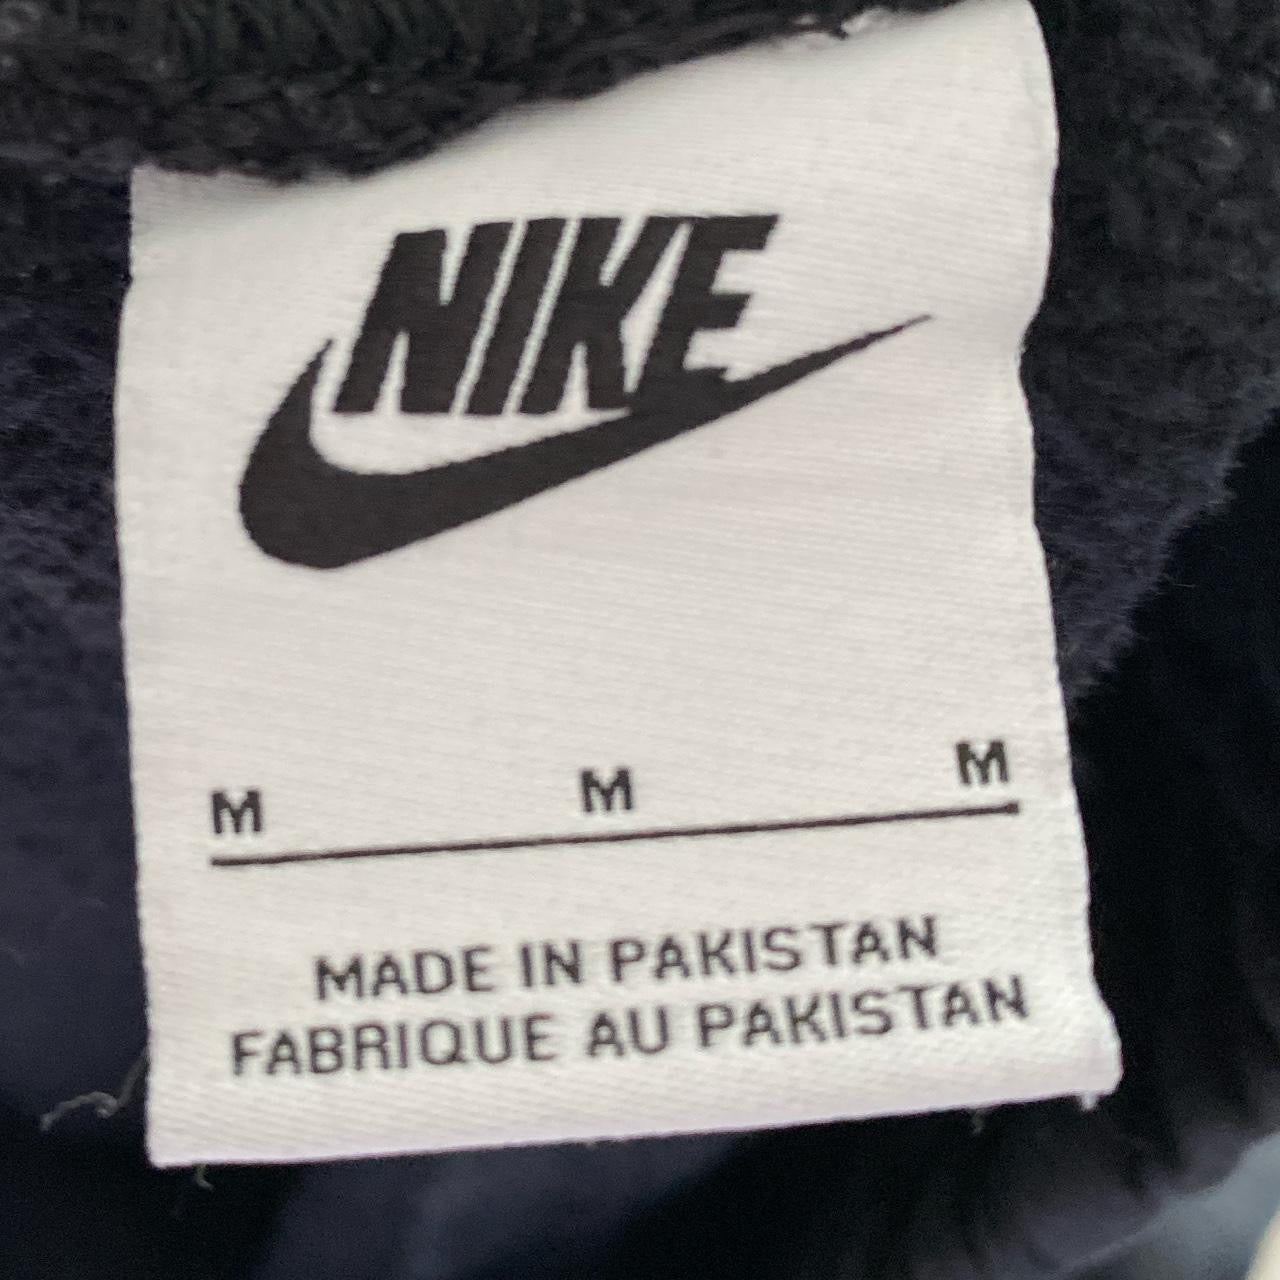 NIKE
M M M
MADE IN PAKISTAN
FABRIQUE AU PAKISTAN